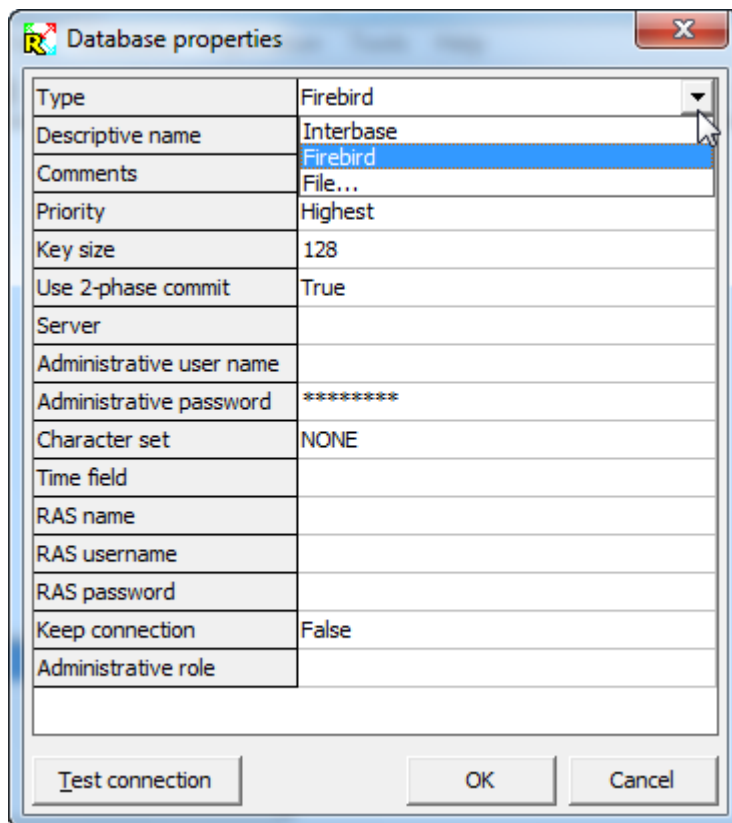 Database properties
Type Firebird
Descriptive name Interbase
Firebird
Comments File...
Priority Highest
Key size 128
Use 2-phase commit True
Server
Administrative user name
Administrative password ********
Character set NONE
Time field
RAS name
RAS username
RAS password
Keep connection False
Administrative role
Test connection OK Cancel